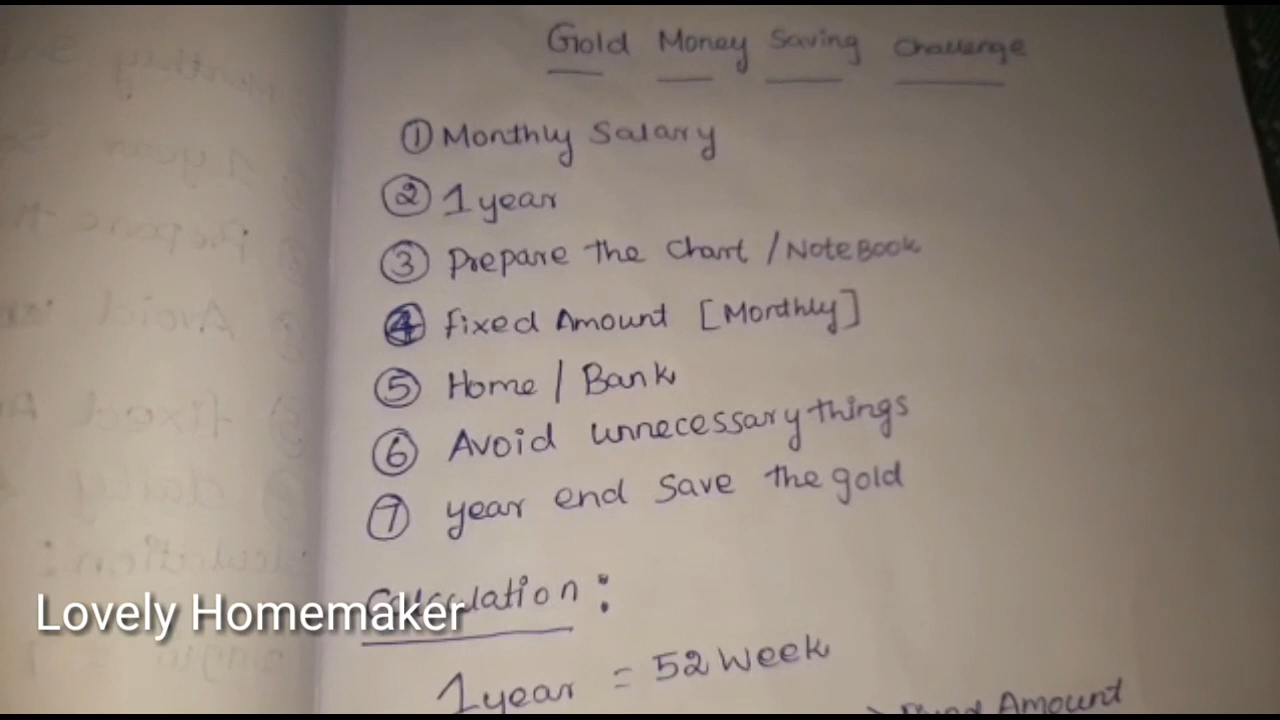 Gold Money Saving Challenge
① Monthly Salary
② 1 year
③ Prepare the Chart / NoteBook
④ fixed Amount [Monthly]
⑤ Home / Bank
⑥ Avoid unnecessary things
⑦ year end save the gold
Calculation :
Lovely Homemaker
1 year = 52 week
Amount